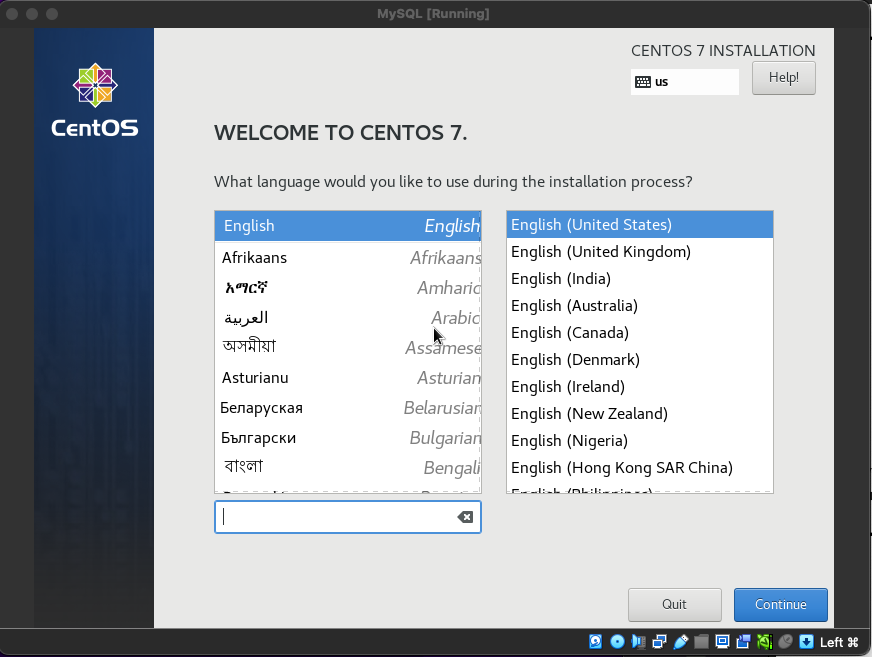 MySQL [Running]
CentOS
CENTOS 7 INSTALLATION
us
Help!
WELCOME TO CENTOS 7.
What language would you like to use during the installation process?
English English
Afrikaans Afrikaans
አማርኛ Amharic
العربية Arabic
অসমীয়া Assamese
Asturianu Asturian
Беларуская Belarusian
Български Bulgarian
বাংলা Bengali
English (United States)
English (United Kingdom)
English (India)
English (Australia)
English (Canada)
English (Denmark)
English (Ireland)
English (New Zealand)
English (Nigeria)
English (Hong Kong SAR China)
English (Philippines)
Quit
Continue
Left ⌘